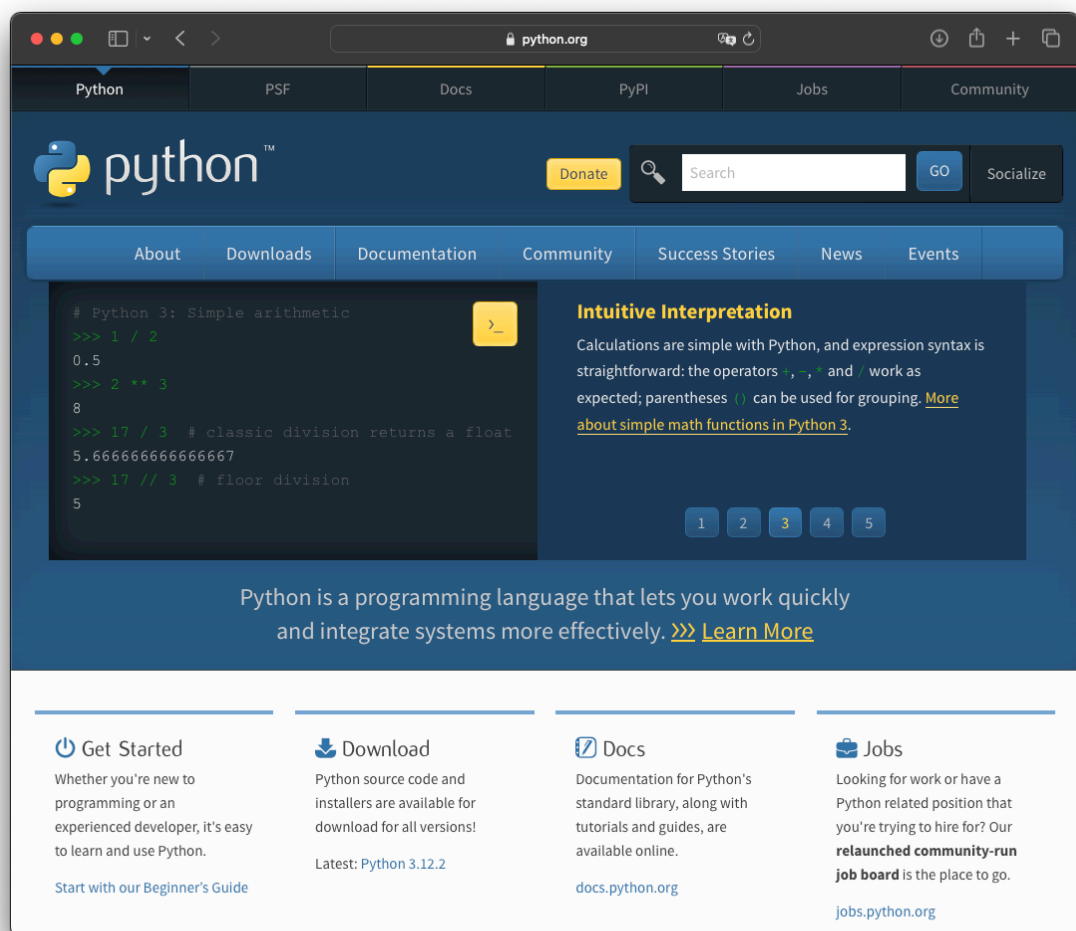 python.org
Python PSF Docs PyPI Jobs Community
python™
Donate Search GO Socialize
About Downloads Documentation Community Success Stories News Events
# Python 3: Simple arithmetic
>>> 1 / 2
0.5
>>> 2 ** 3
8
>>> 17 / 3  # classic division returns a float
5.666666666666667
>>> 17 // 3  # floor division
5
>_
Intuitive Interpretation
Calculations are simple with Python, and expression syntax is
straightforward: the operators +, -, * and / work as
expected; parentheses () can be used for grouping. More
about simple math functions in Python 3.
1 2 3 4 5
Python is a programming language that lets you work quickly
and integrate systems more effectively. >>> Learn More
Get Started
Whether you're new to
programming or an
experienced developer, it's easy
to learn and use Python.
Start with our Beginner's Guide
Download
Python source code and
installers are available for
download for all versions!
Latest: Python 3.12.2
Docs
Documentation for Python's
standard library, along with
tutorials and guides, are
available online.
docs.python.org
Jobs
Looking for work or have a
Python related position that
you're trying to hire for? Our
relaunched community-run
job board is the place to go.
jobs.python.org